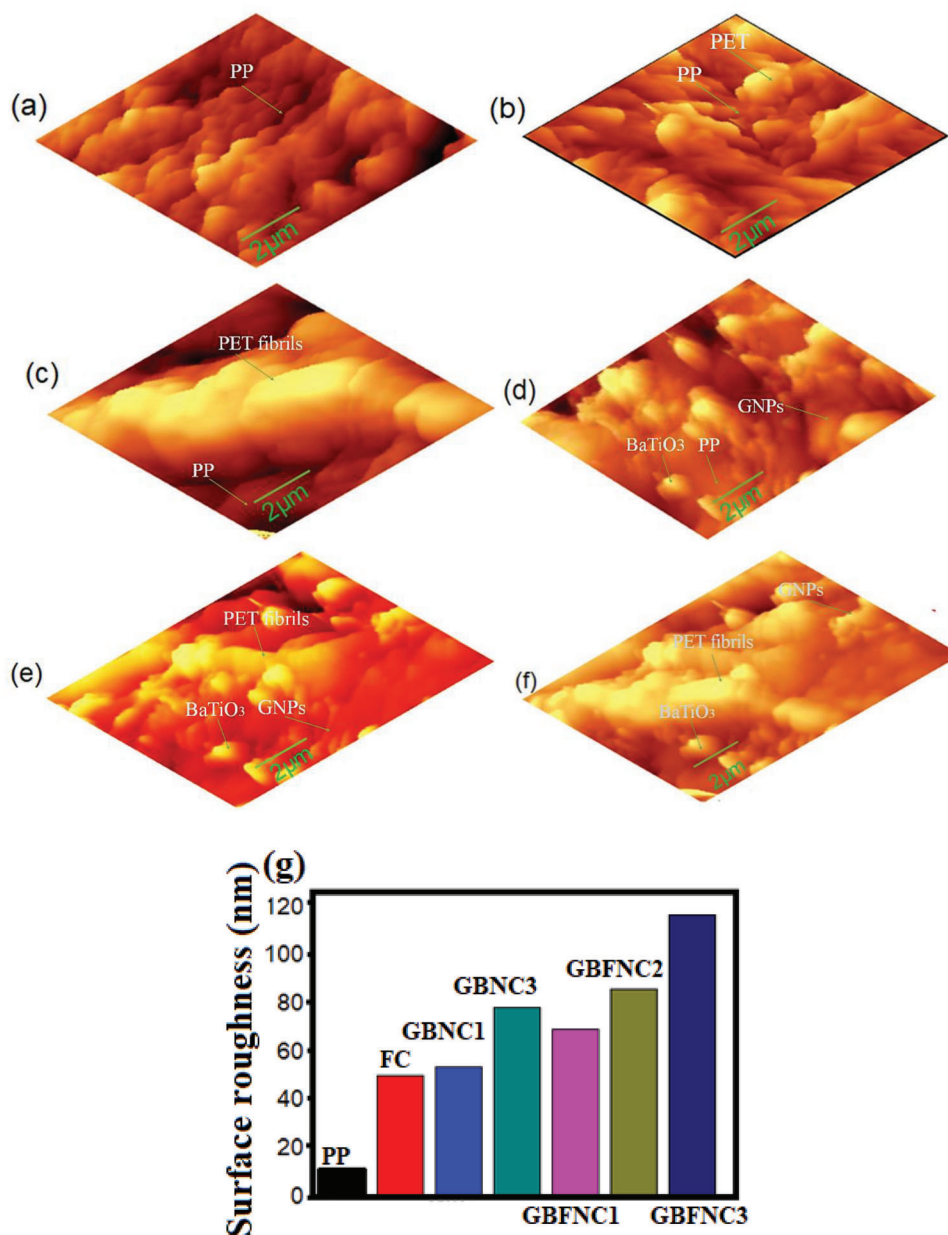 (a)
PP
2µm
(b)
PET
PP
2µm
(c)
PET fibrils
PP
2µm
(d)
GNPs
BaTiO3
PP
2µm
(e)
PET fibrils
BaTiO3
GNPs
2µm
(f)
GNPs
PET fibrils
BaTiO3
2µm
(g)
Surface roughness (nm)
120
100
80
60
40
20
0
PP
FC
GBNC1
GBNC3
GBFNC1
GBFNC2
GBFNC3